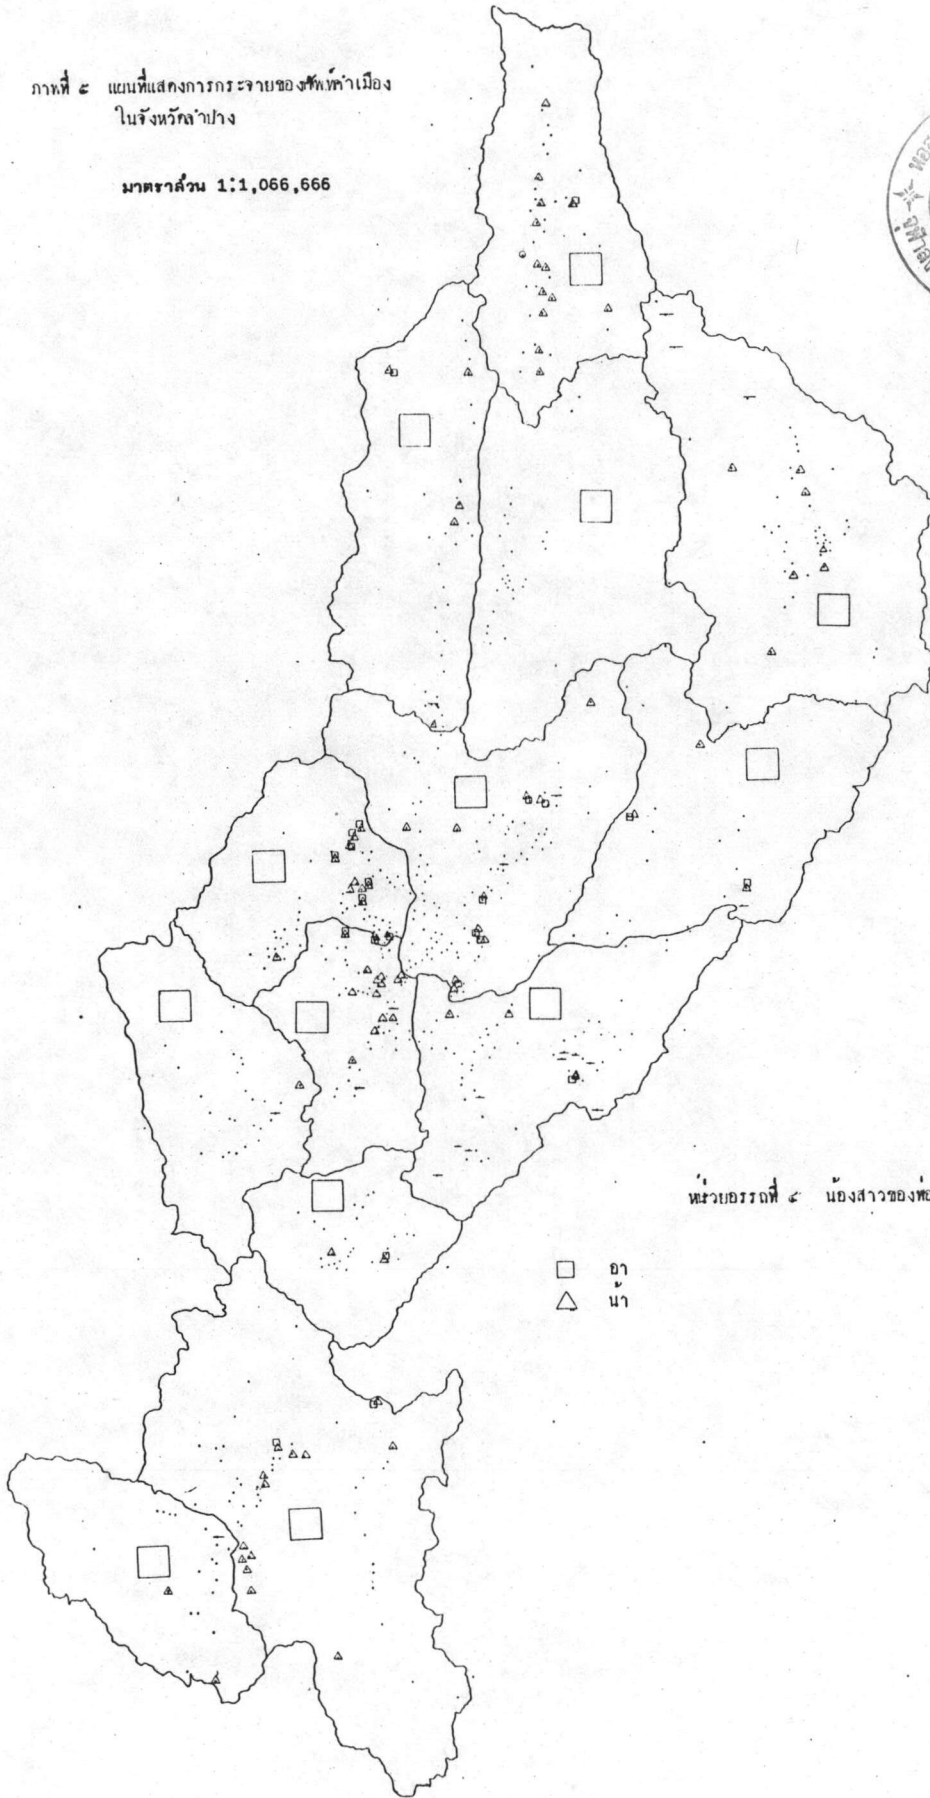 ภาพที่ ๕ แผนที่แสดงการกระจายของศัพท์คำเมือง
ในจังหวัดลำปาง
มาตราส่วน 1:1,066,666
หน่วยอรรถที่ ๔ น้องสาวของพ่อ
อา
น้า